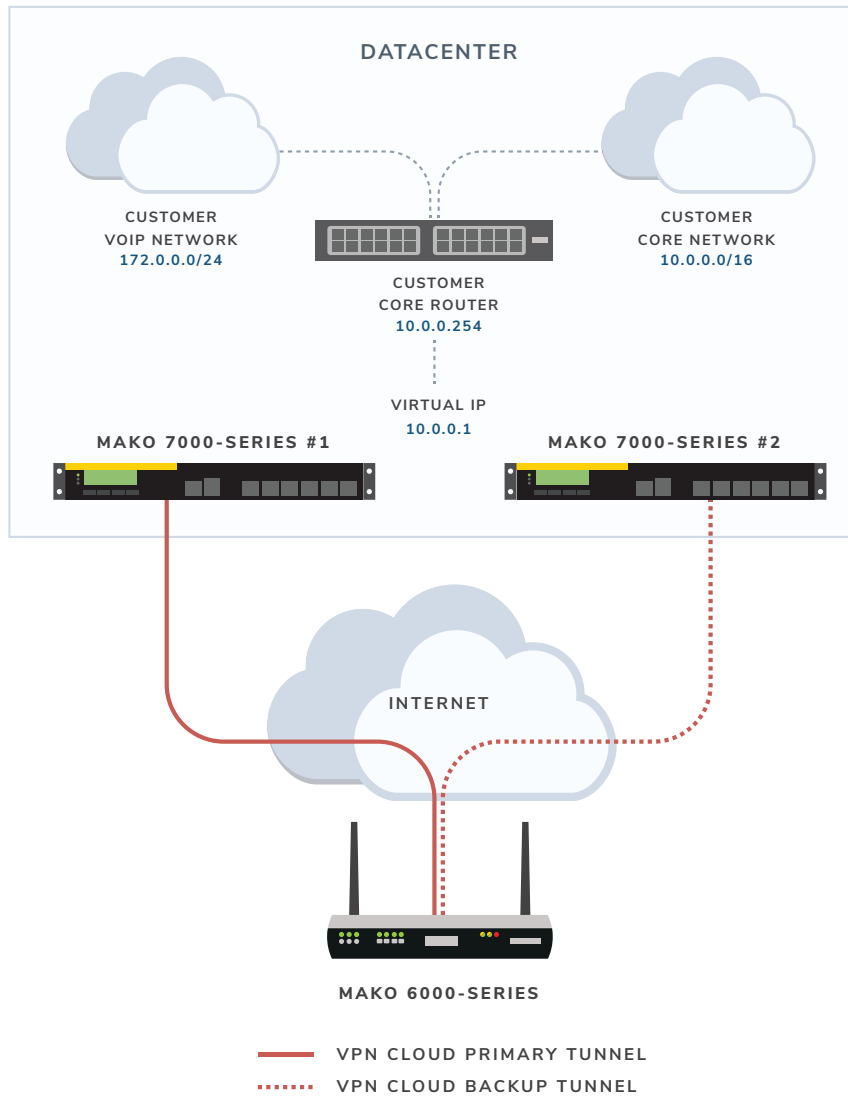 DATACENTER
CUSTOMER
VOIP NETWORK
172.0.0.0/24
CUSTOMER
CORE NETWORK
10.0.0.0/16
CUSTOMER
CORE ROUTER
10.0.0.254
VIRTUAL IP
10.0.0.1
MAKO 7000-SERIES #1
MAKO 7000-SERIES #2
INTERNET
MAKO 6000-SERIES
VPN CLOUD PRIMARY TUNNEL
VPN CLOUD BACKUP TUNNEL